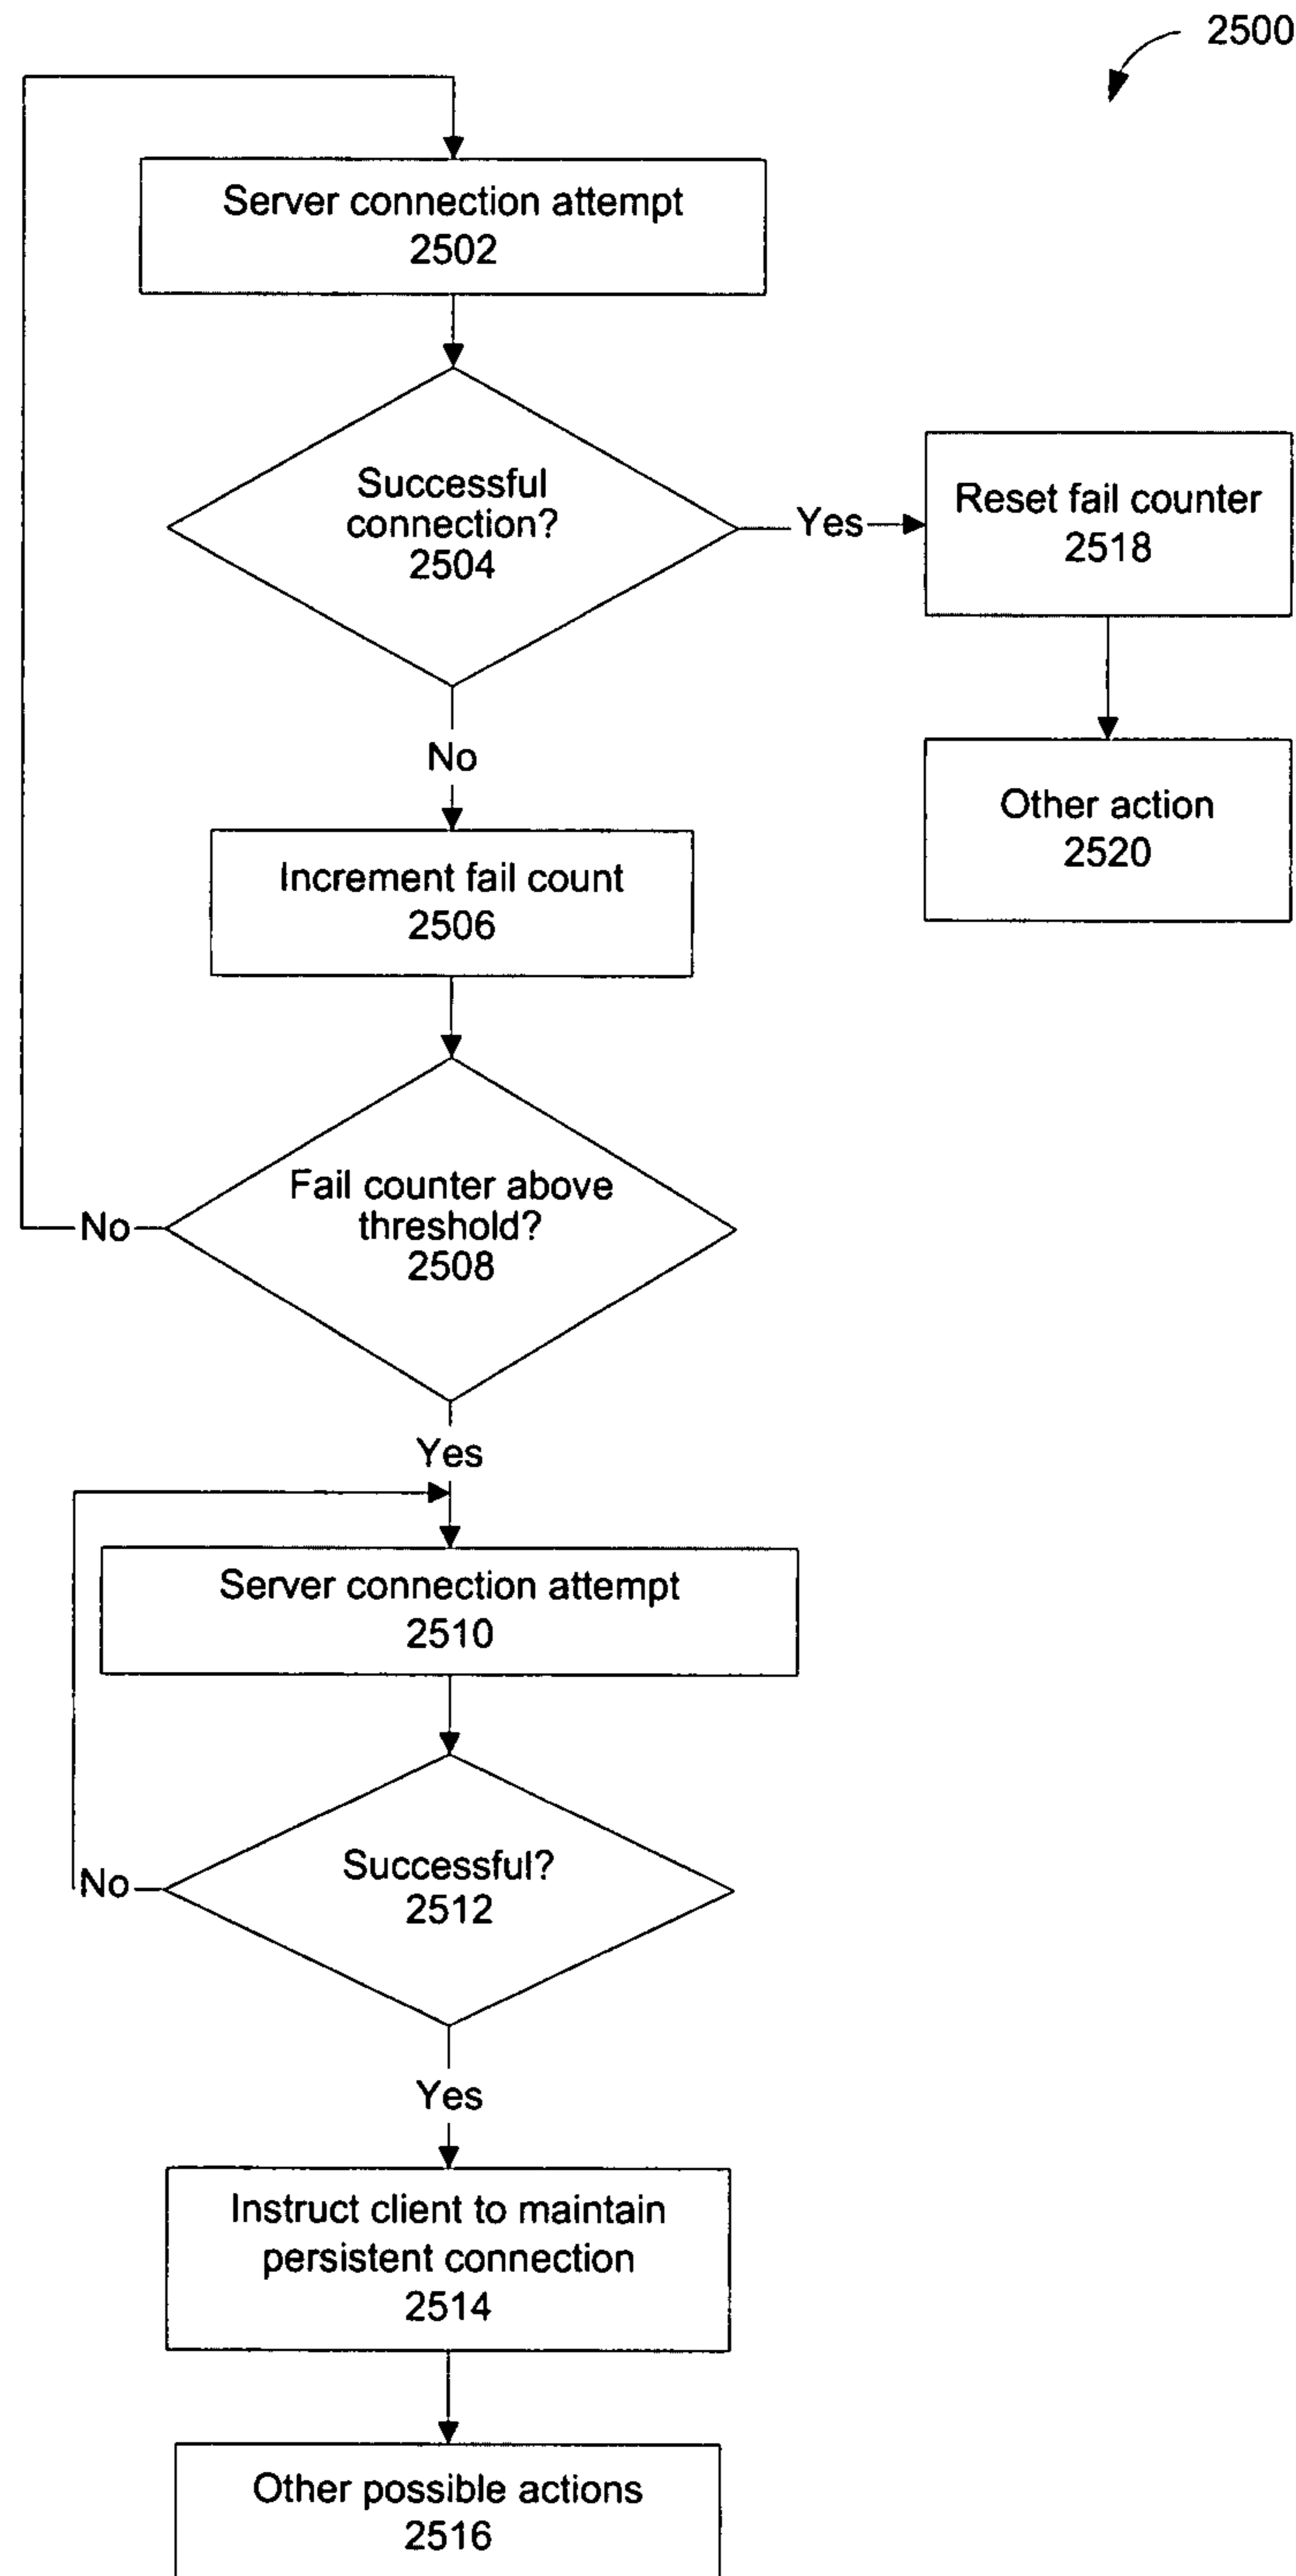 2500
Server connection attempt
2502
Successful
connection?
2504
Yes
Reset fail counter
2518
No
Other action
2520
Increment fail count
2506
Fail counter above
threshold?
2508
No
Yes
Server connection attempt
2510
Successful?
2512
No
Yes
Instruct client to maintain
persistent connection
2514
Other possible actions
2516